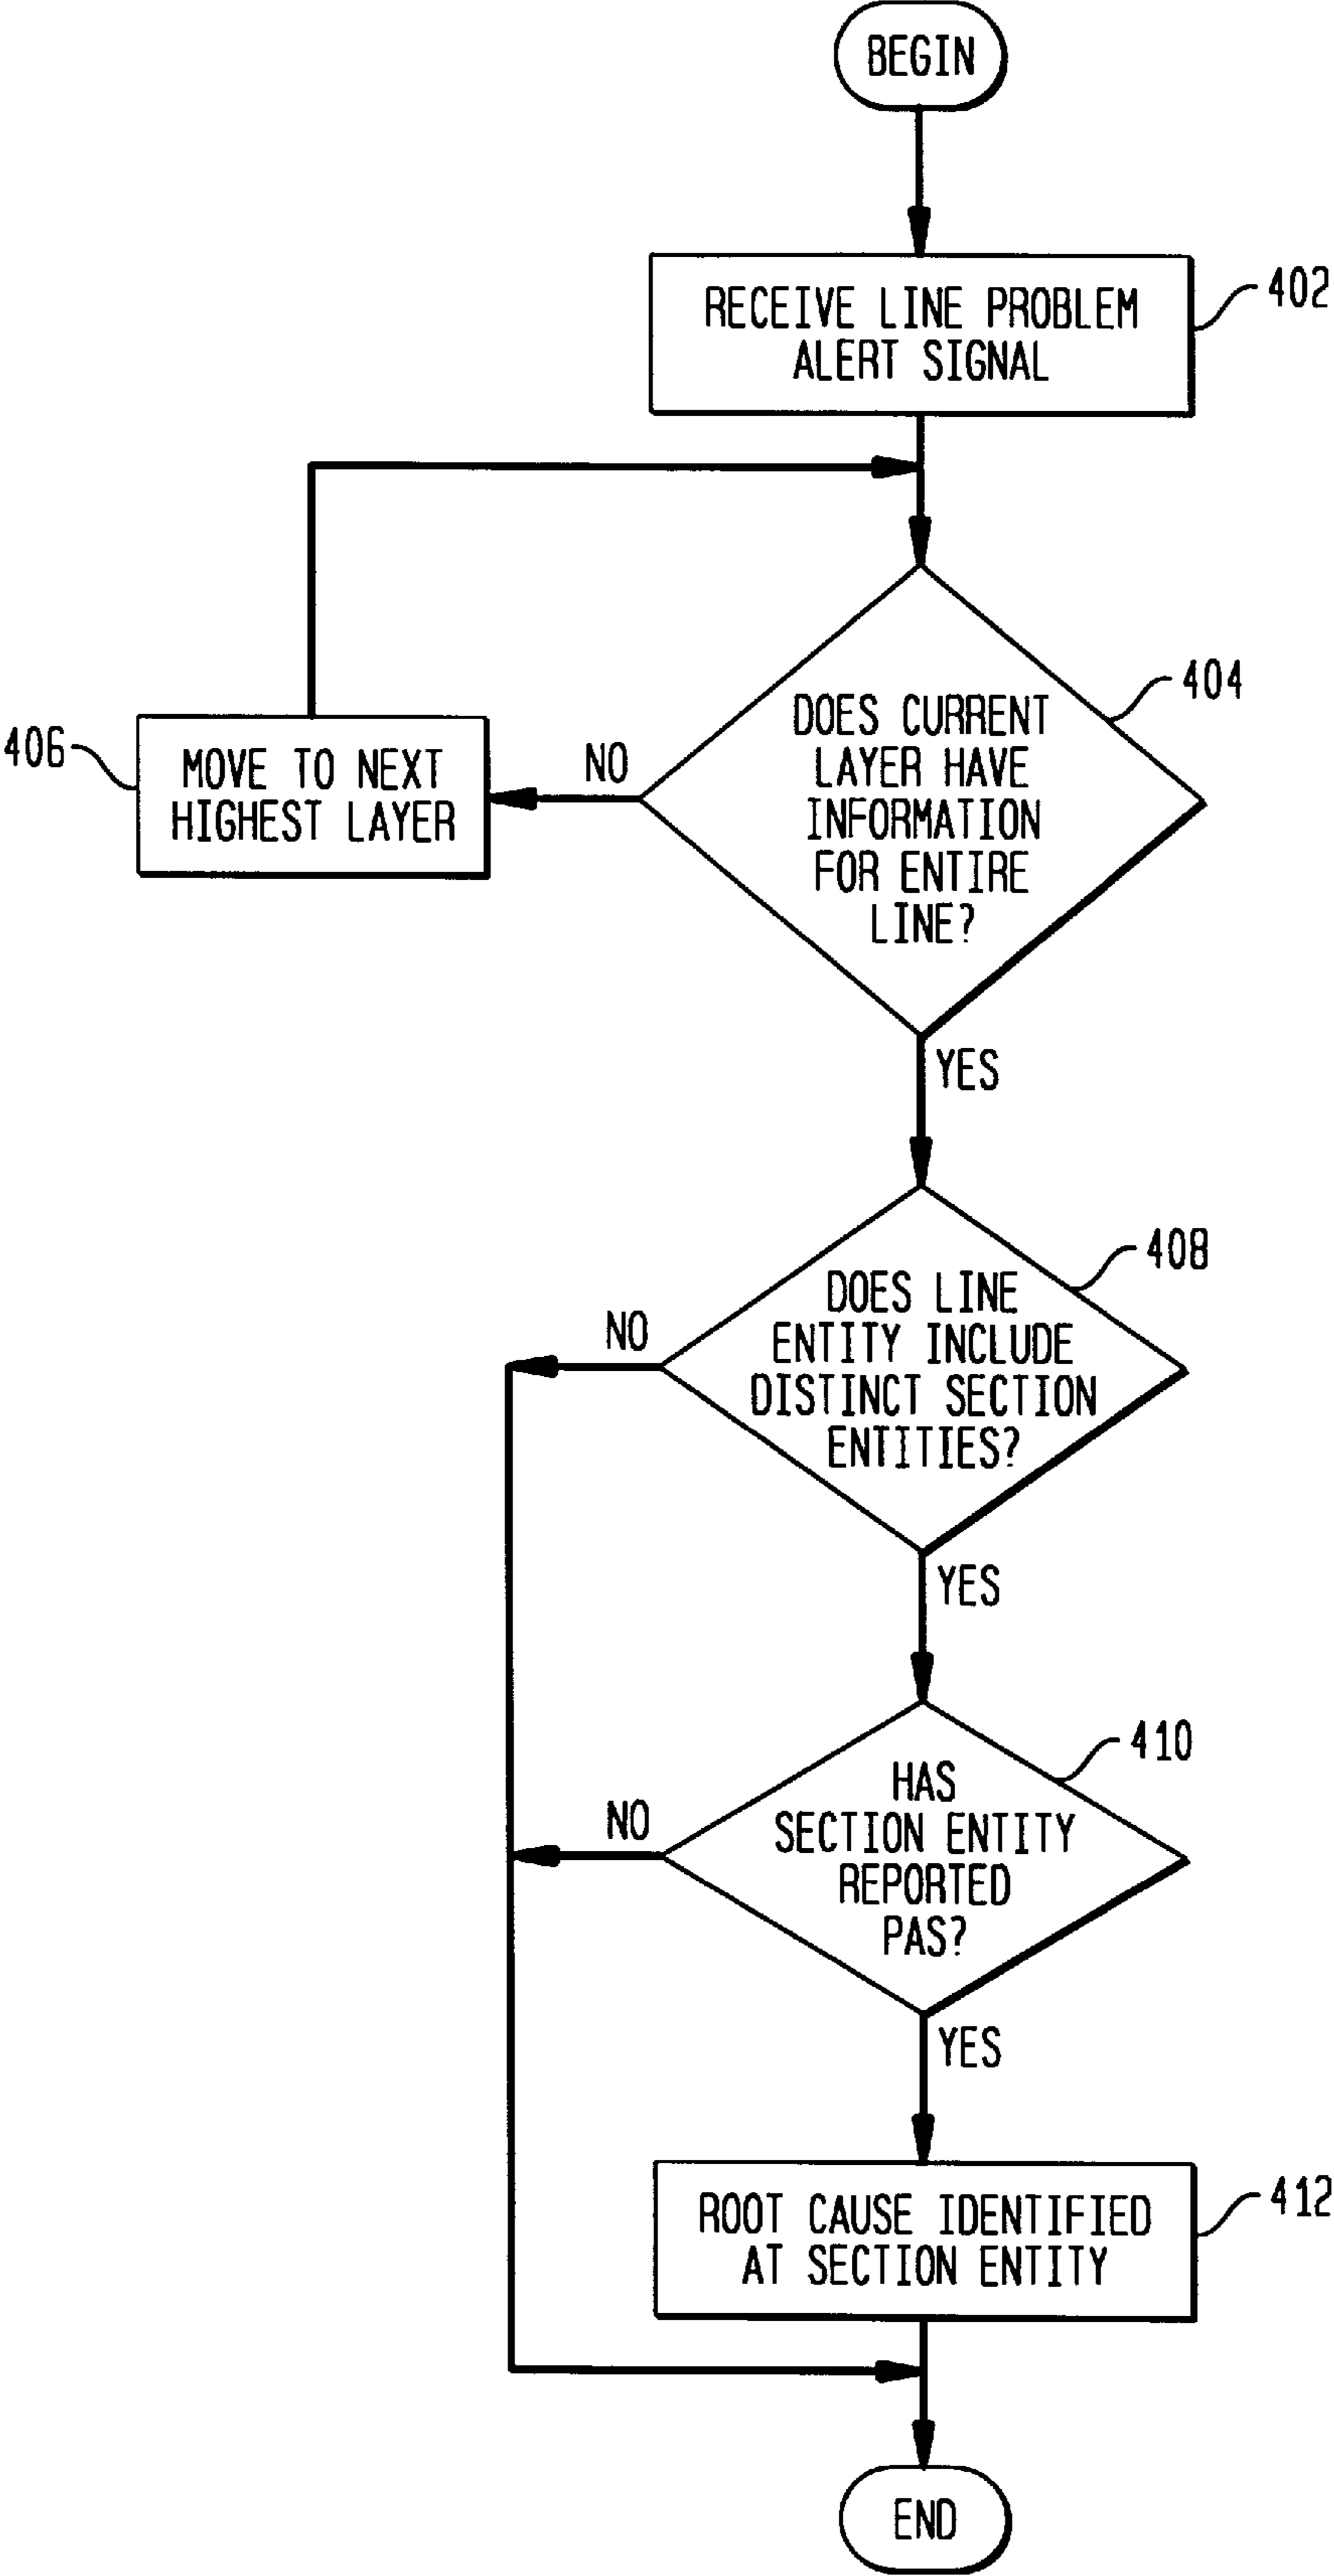 BEGIN
RECEIVE LINE PROBLEM
ALERT SIGNAL
402
DOES CURRENT
LAYER HAVE
INFORMATION
FOR ENTIRE
LINE?
404
NO
406
MOVE TO NEXT
HIGHEST LAYER
YES
DOES LINE
ENTITY INCLUDE
DISTINCT SECTION
ENTITIES?
408
NO
YES
HAS
SECTION ENTITY
REPORTED
PAS?
410
NO
YES
ROOT CAUSE IDENTIFIED
AT SECTION ENTITY
412
END